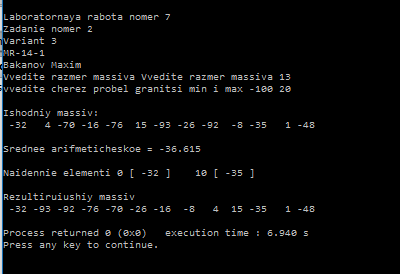 Laboratornaya rabota nomer 7
Zadanie nomer 2
Variant 3
MR-14-1
Bakanov Maxim
Vvedite razmer massiva Vvedite razmer massiva 13
vvedite cherez probel granitsi min i max -100 20
Ishodniy massiv:
-32 4 -70 -16 -76 15 -93 -26 -92 -8 -35 1 -48
Srednee arifmeticheskoe = -36.615
Naidennie elementi 0 [ -32 ] 10 [ -35 ]
Rezultiruiushiy massiv
-32 -93 -92 -76 -70 -26 -16 -8 4 15 -35 1 -48
Process returned 0 (0x0) execution time : 6.940 s
Press any key to continue.